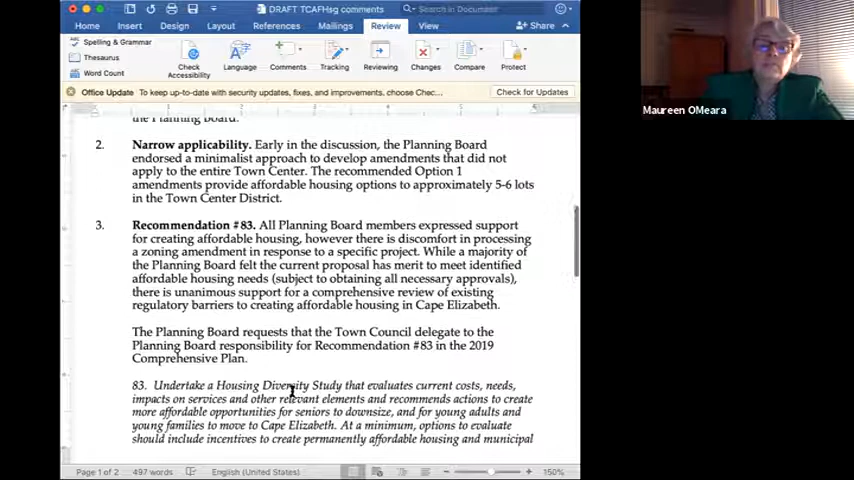 DRAFT TCAFHsg comments
Search in Document
Home Insert Design Layout References Mailings Review View Share
Spelling & Grammar
Thesaurus
Word Count
Check Accessibility
Language
Comments
Tracking
Reviewing
Changes
Compare
Protect
Office Update To keep up-to-date with security updates, fixes, and improvements, choose Chec... Check for Updates
the Planning Board.
2. Narrow applicability. Early in the discussion, the Planning Board
endorsed a minimalist approach to develop amendments that did not
apply to the entire Town Center. The recommended Option 1
amendments provide affordable housing options to approximately 5-6 lots
in the Town Center District.
3. Recommendation #83. All Planning Board members expressed support
for creating affordable housing, however there is discomfort in processing
a zoning amendment in response to a specific project. While a majority of
the Planning Board felt the current proposal has merit to meet identified
affordable housing needs (subject to obtaining all necessary approvals),
there is unanimous support for a comprehensive review of existing
regulatory barriers to creating affordable housing in Cape Elizabeth.
The Planning Board requests that the Town Council delegate to the
Planning Board responsibility for Recommendation #83 in the 2019
Comprehensive Plan.
83. Undertake a Housing Diversity Study that evaluates current costs, needs,
impacts on services and other relevant elements and recommends actions to create
more affordable opportunities for seniors to downsize, and for young adults and
young families to move to Cape Elizabeth. At a minimum, options to evaluate
should include incentives to create permanently affordable housing and municipal
Page 1 of 2 497 words English (United States) 150%
Maureen OMeara